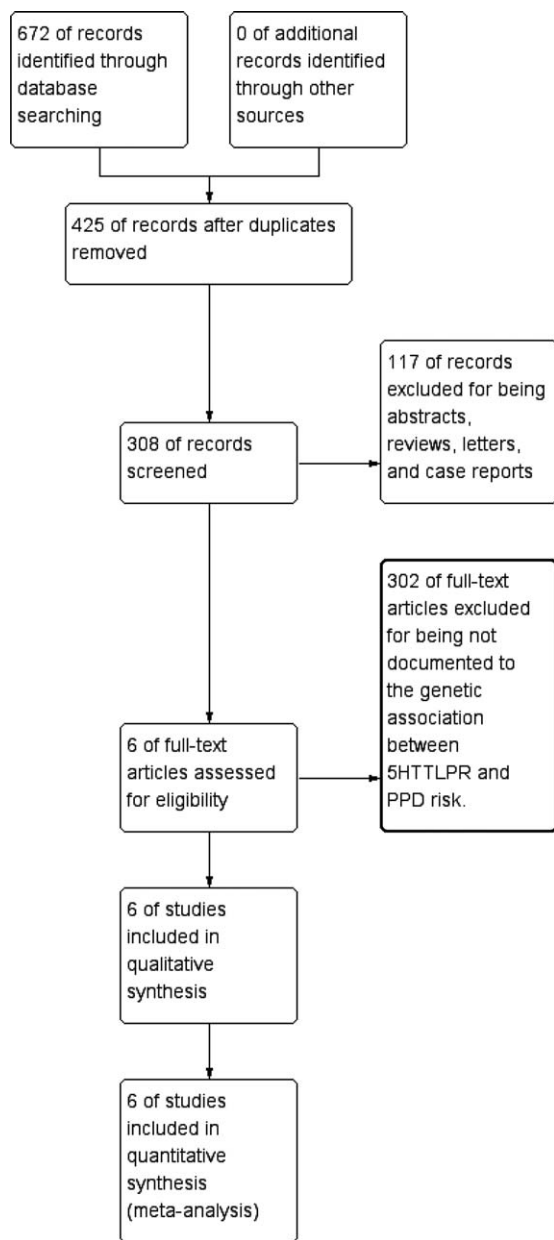 672 of records
identified through
database
searching
0 of additional
records identified
through other
sources
425 of records after duplicates
removed
117 of records
excluded for being
abstracts,
reviews, letters,
and case reports
308 of records
screened
302 of full-text
articles excluded
for being not
documented to
the genetic
association
between
5HTTLPR and
PPD risk.
6 of full-text
articles assessed
for eligibility
6 of studies
included in
qualitative
synthesis
6 of studies
included in
quantitative
synthesis
(meta-analysis)